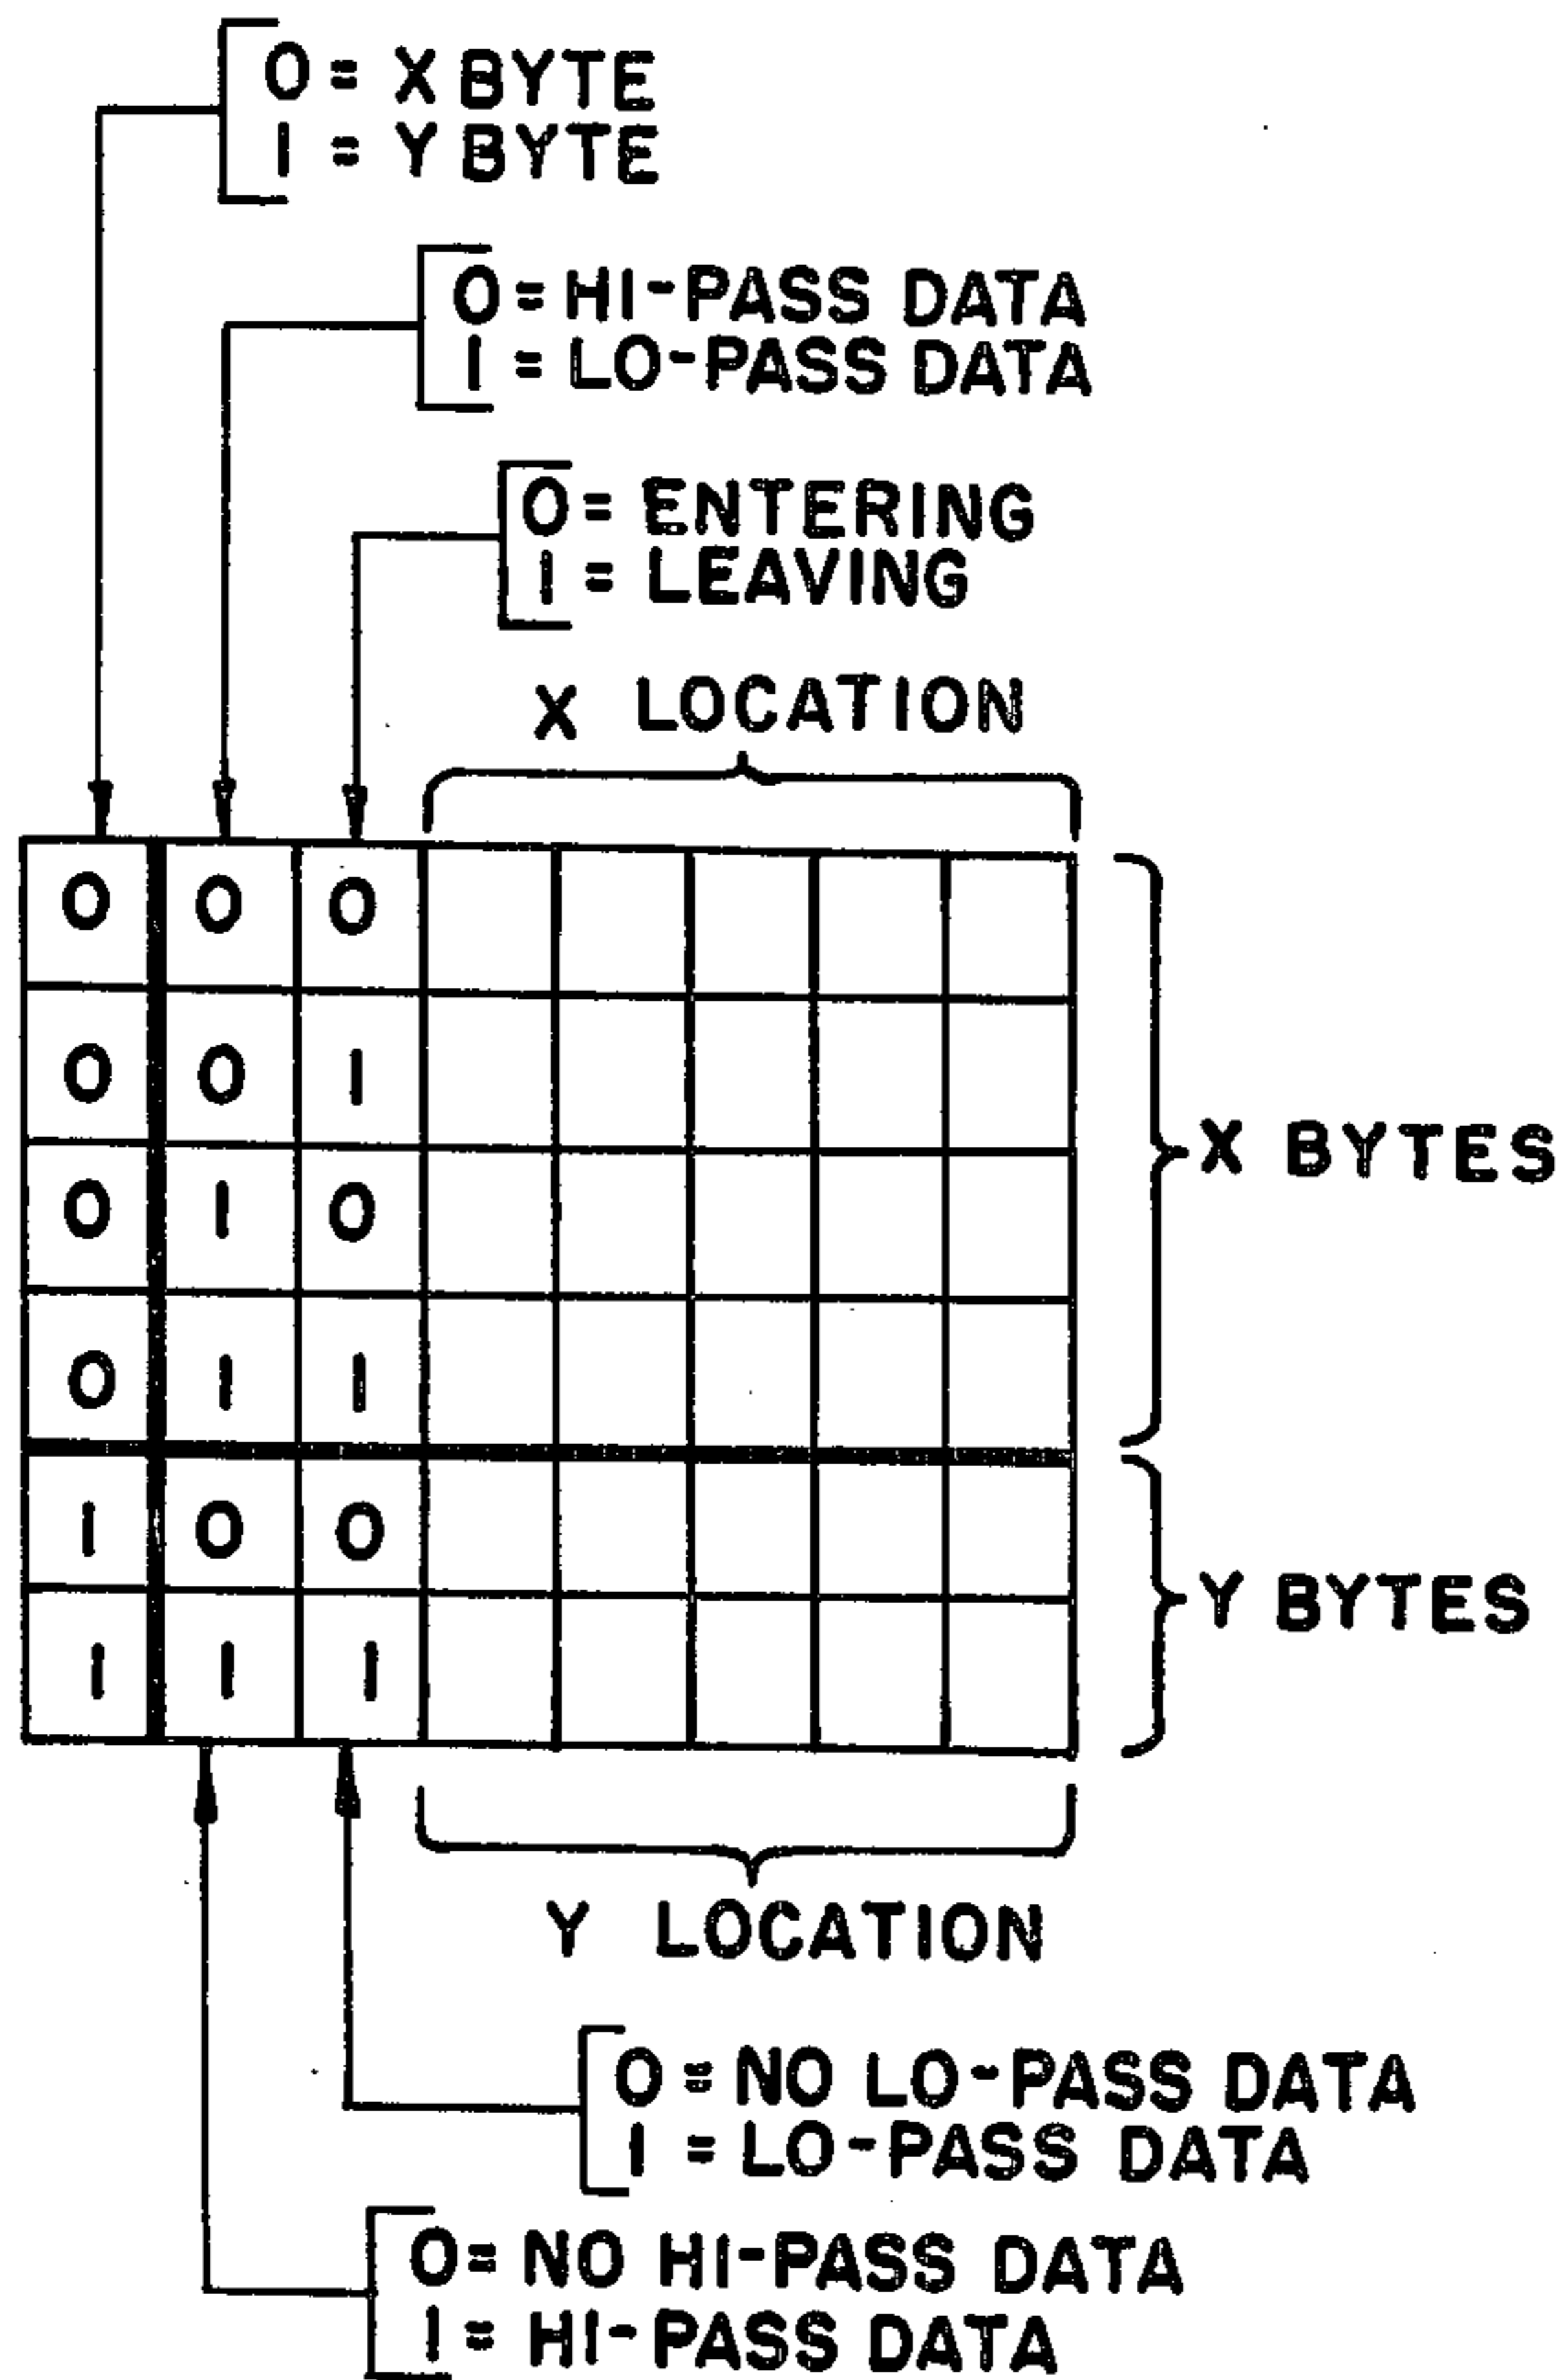 0= X BYTE
1 = Y BYTE
0= HI-PASS DATA
1 = LO-PASS DATA
0= ENTERING
1 = LEAVING
X LOCATION
0 0 0
0 0 1
0 1 0
0 1 1
X BYTES
1 0 0
1 1 1
Y BYTES
Y LOCATION
0= NO LO-PASS DATA
1 = LO-PASS DATA
0= NO HI-PASS DATA
1= HI-PASS DATA